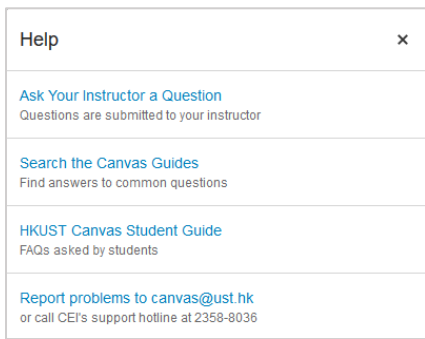 Help ×
Ask Your Instructor a Question
Questions are submitted to your instructor
Search the Canvas Guides
Find answers to common questions
HKUST Canvas Student Guide
FAQs asked by students
Report problems to canvas@ust.hk
or call CEI's support hotline at 2358-8036